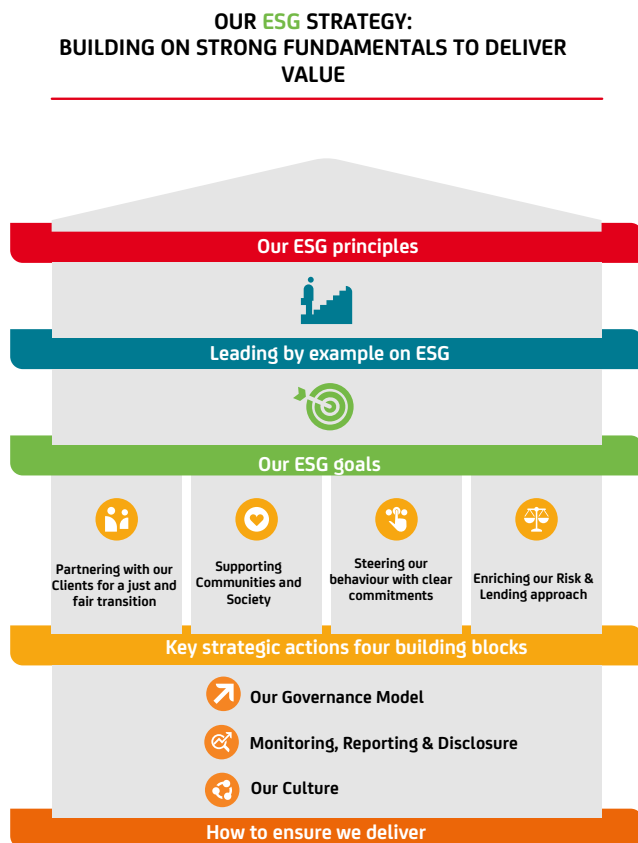 OUR ESG STRATEGY:
BUILDING ON STRONG FUNDAMENTALS TO DELIVER
VALUE
Our ESG principles
Leading by example on ESG
Our ESG goals
Partnering with our
Clients for a just and
fair transition
Supporting
Communities and
Society
Steering our
behaviour with clear
commitments
Enriching our Risk &
Lending approach
Key strategic actions four building blocks
Our Governance Model
Monitoring, Reporting & Disclosure
Our Culture
How to ensure we deliver